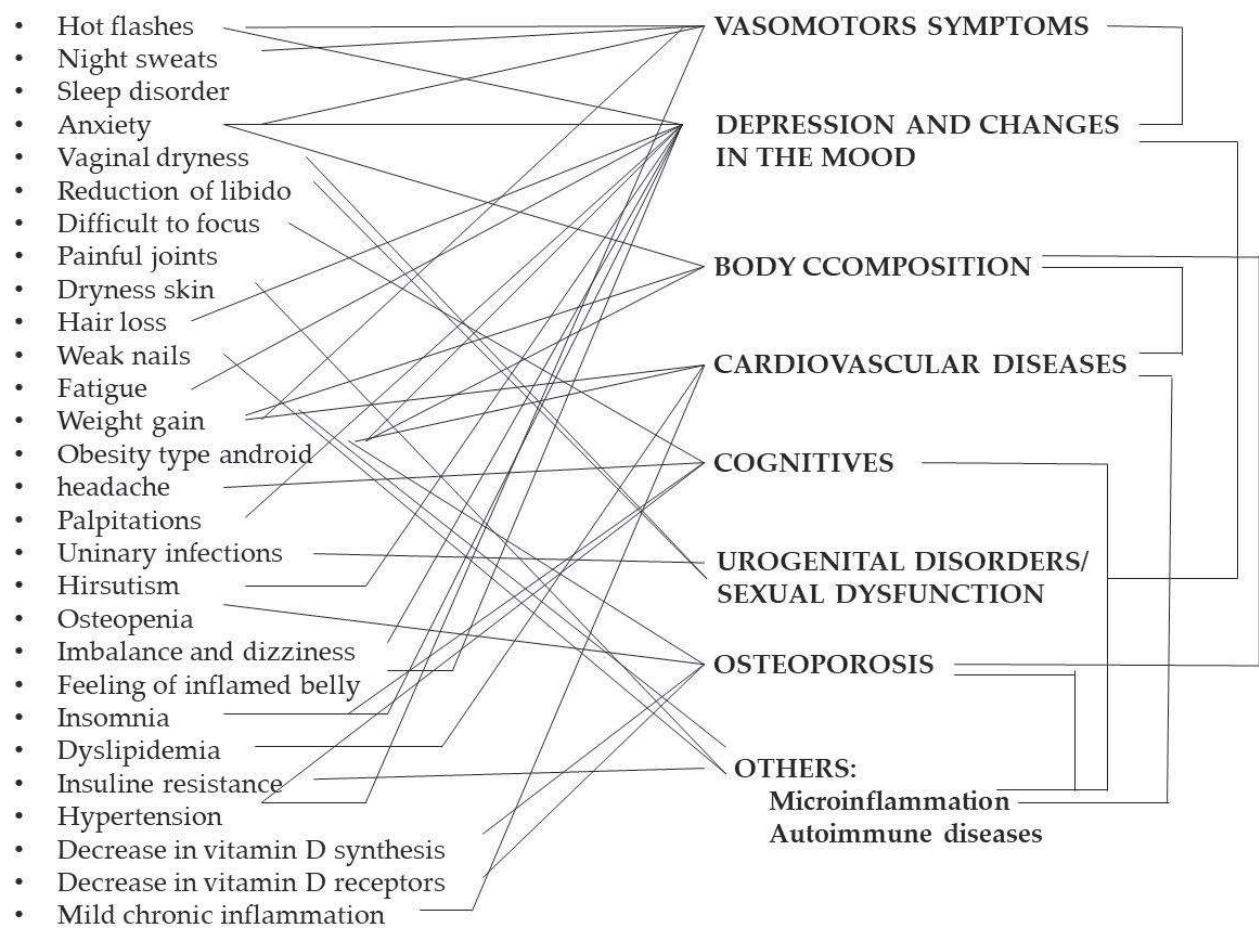 • Hot flashes
• Night sweats
• Sleep disorder
• Anxiety
• Vaginal dryness
• Reduction of libido
• Difficult to focus
• Painful joints
• Dryness skin
• Hair loss
• Weak nails
• Fatigue
• Weight gain
• Obesity type android
• headache
• Palpitations
• Uninary infections
• Hirsutism
• Osteopenia
• Imbalance and dizziness
• Feeling of inflamed belly
• Insomnia
• Dyslipidemia
• Insuline resistance
• Hypertension
• Decrease in vitamin D synthesis
• Decrease in vitamin D receptors
• Mild chronic inflammation
VASOMOTORS SYMPTOMS
DEPRESSION AND CHANGES
IN THE MOOD
BODY CCOMPOSITION
CARDIOVASCULAR DISEASES
COGNITIVES
UROGENITAL DISORDERS/
SEXUAL DYSFUNCTION
OSTEOPOROSIS
OTHERS:
Microinflammation
Autoimmune diseases